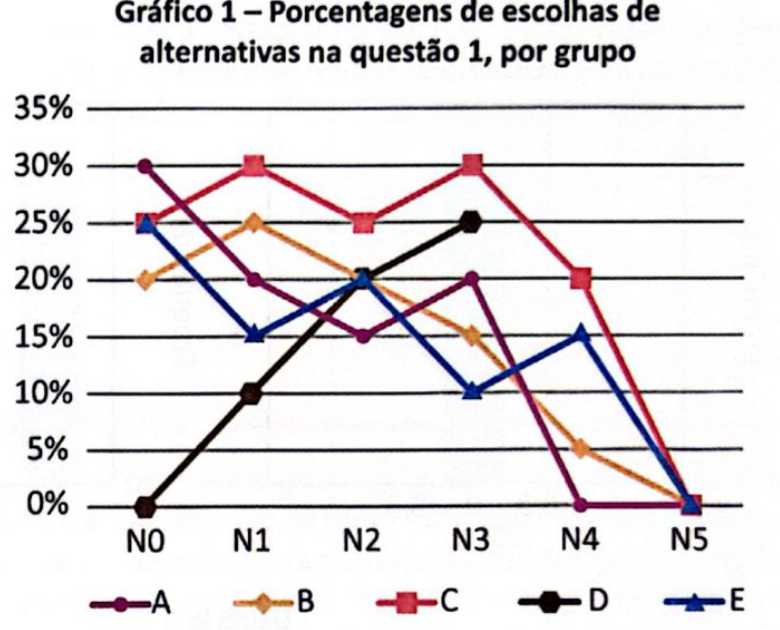 Gráfico 1 – Porcentagens de escolhas de
alternativas na questão 1, por grupo
35%
30%
25%
20%
15%
10%
5%
0%
N0 N1 N2 N3 N4 N5
A B C D E